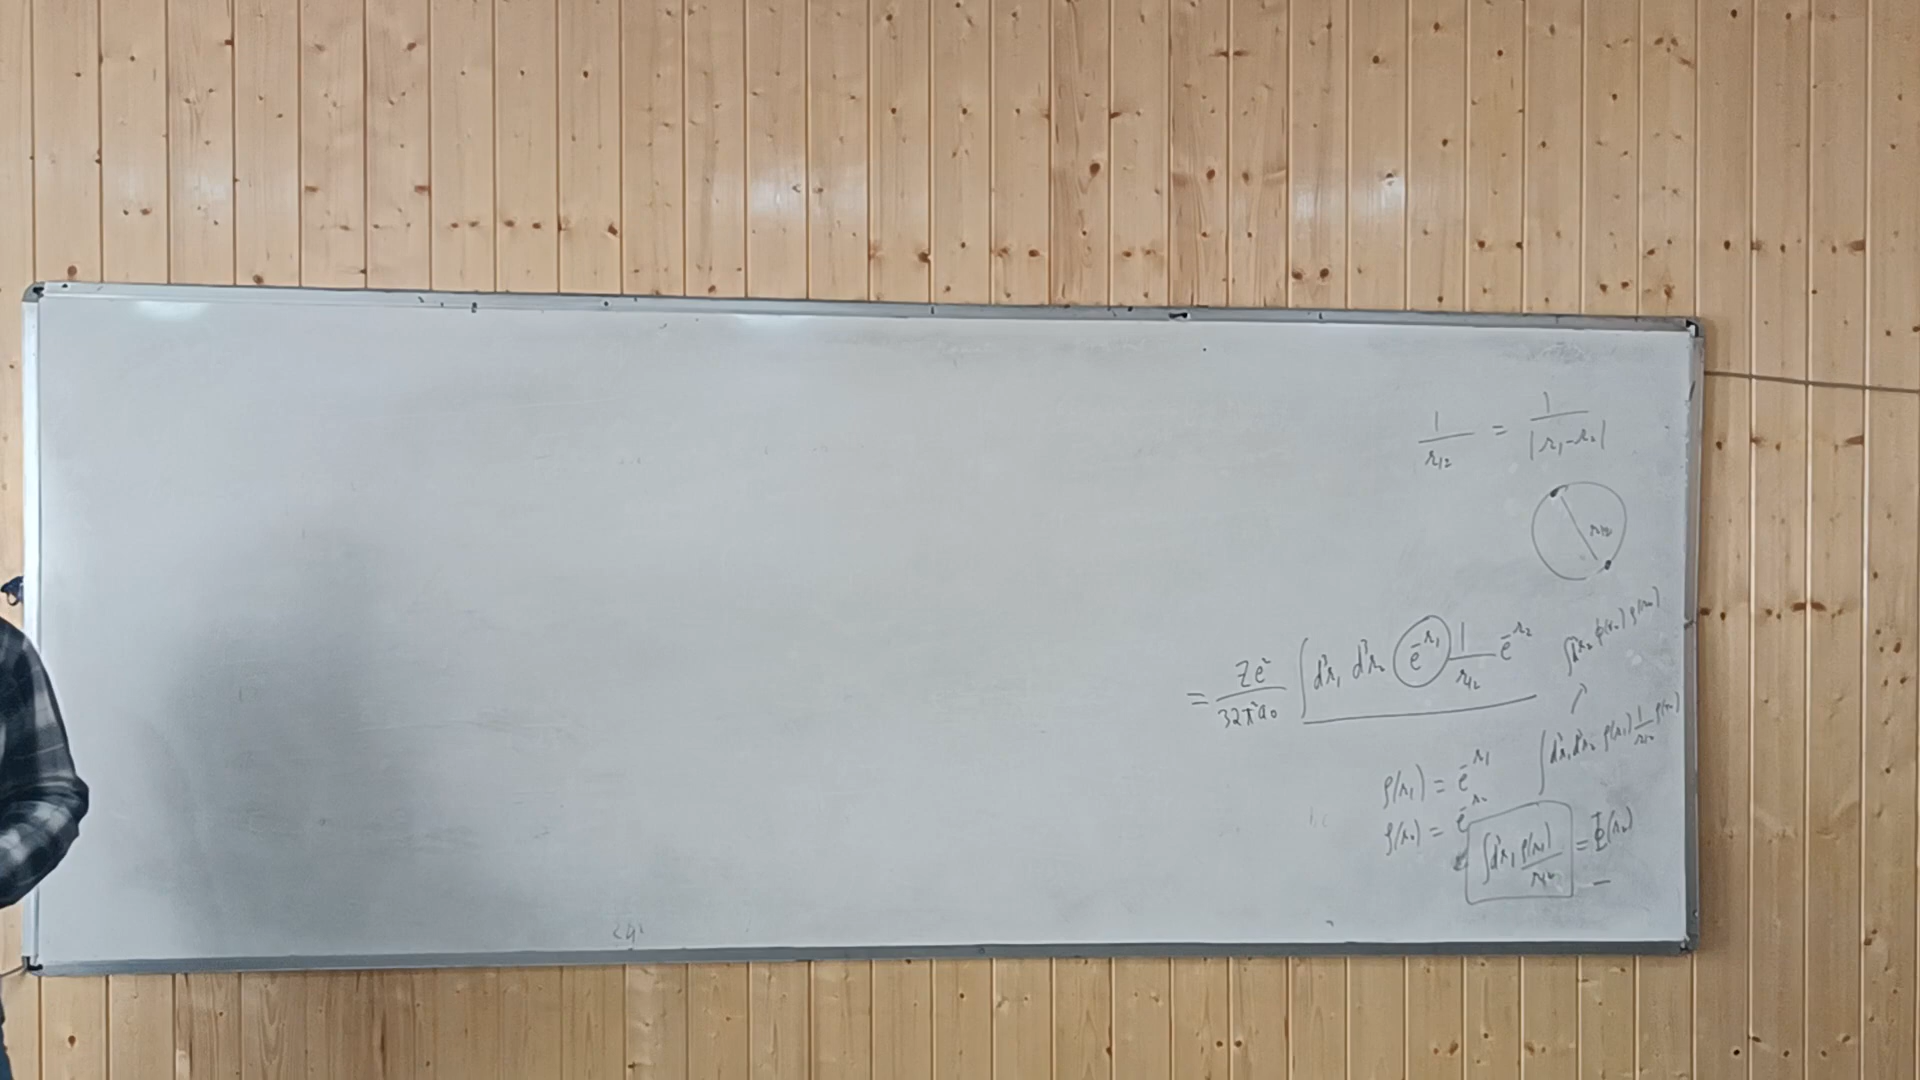 1/r₁₂ = 1/|r₁-r₂|
r₁₂
= Ze²/32π²a₀ ∫ d³r₁ d³r₂ e^-r₁ 1/r₁₂ e^-r₂
∫d³r₂ φ(r₂) ρ(r₂)
∫ d³r₁ d³r₂ ρ(r₁) 1/r₁₂ ρ(r₂)
ρ(r₁) = e^-r₁
ρ(r₂) = e^-r₂
∫d³r₁ ρ(r₁)/r₁₂ = Φ(r₂)